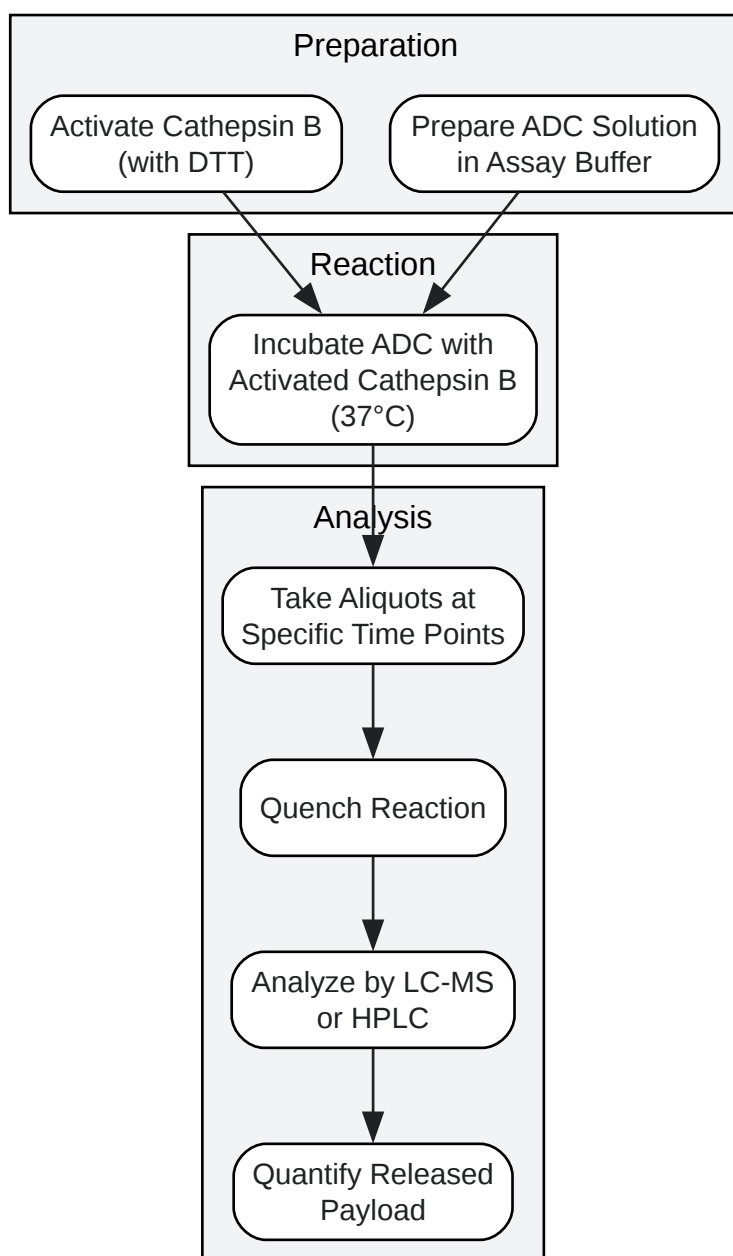 Preparation
Activate Cathepsin B
(with DTT)
Prepare ADC Solution
in Assay Buffer
Reaction
Incubate ADC with
Activated Cathepsin B
(37°C)
Analysis
Take Aliquots at
Specific Time Points
Quench Reaction
Analyze by LC-MS
or HPLC
Quantify Released
Payload